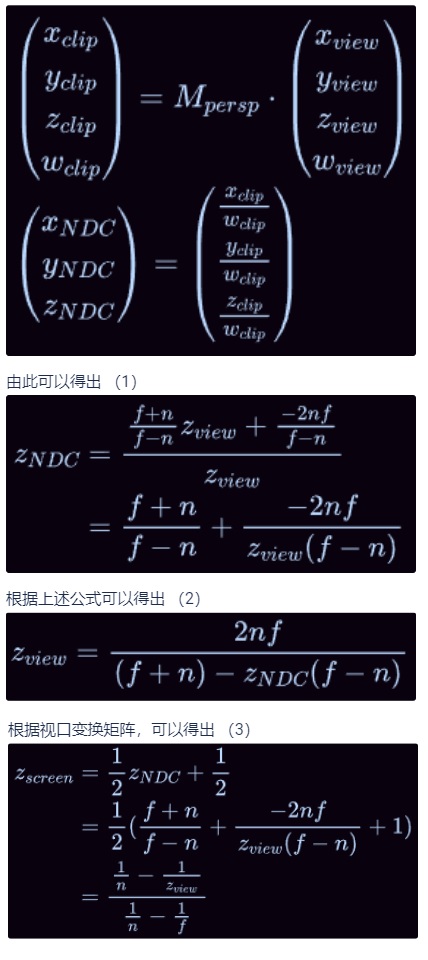 $$\begin{pmatrix} x_{clip} \\ y_{clip} \\ z_{clip} \\ w_{clip} \end{pmatrix} = M_{persp} \cdot \begin{pmatrix} x_{view} \\ y_{view} \\ z_{view} \\ w_{view} \end{pmatrix}$$
$$\begin{pmatrix} x_{NDC} \\ y_{NDC} \\ z_{NDC} \end{pmatrix} = \begin{pmatrix} \frac{x_{clip}}{w_{clip}} \\ \frac{y_{clip}}{w_{clip}} \\ \frac{z_{clip}}{w_{clip}} \end{pmatrix}$$
由此可以得出 （1）
$$z_{NDC} = \frac{\frac{f+n}{f-n} z_{view} + \frac{-2nf}{f-n}}{z_{view}}$$
$$= \frac{f+n}{f-n} + \frac{-2nf}{z_{view}(f-n)}$$
根据上述公式可以得出 （2）
$$z_{view} = \frac{2nf}{(f+n) - z_{NDC}(f-n)}$$
根据视口变换矩阵，可以得出 （3）
$$z_{screen} = \frac{1}{2} z_{NDC} + \frac{1}{2}$$
$$= \frac{1}{2}(\frac{f+n}{f-n} + \frac{-2nf}{z_{view}(f-n)} + 1)$$
$$= \frac{\frac{1}{n} - \frac{1}{z_{view}}}{\frac{1}{n} - \frac{1}{f}}$$